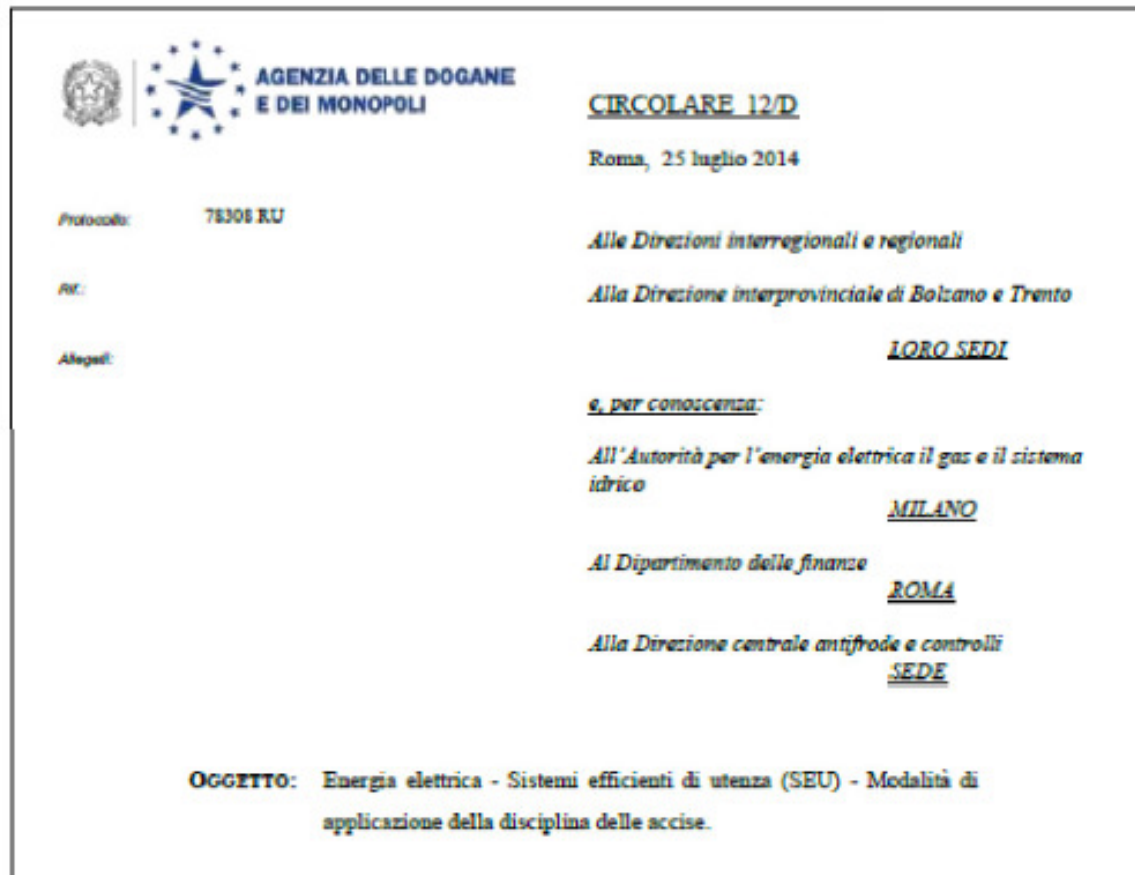 AGENZIA DELLE DOGANE
E DEI MONOPOLI
CIRCOLARE 12/D
Roma, 25 luglio 2014
Protocollo: 78308 RU
Rif.:
Allegati:
Alle Direzioni interregionali e regionali
Alla Direzione interprovinciale di Bolzano e Trento
LORO SEDI
e, per conoscenza:
All'Autorità per l'energia elettrica il gas e il sistema
idrico
MILANO
Al Dipartimento delle finanze
ROMA
Alla Direzione centrale antifrode e controlli
SEDE
OGGETTO: Energia elettrica - Sistemi efficienti di utenza (SEU) - Modalità di
applicazione della disciplina delle accise.